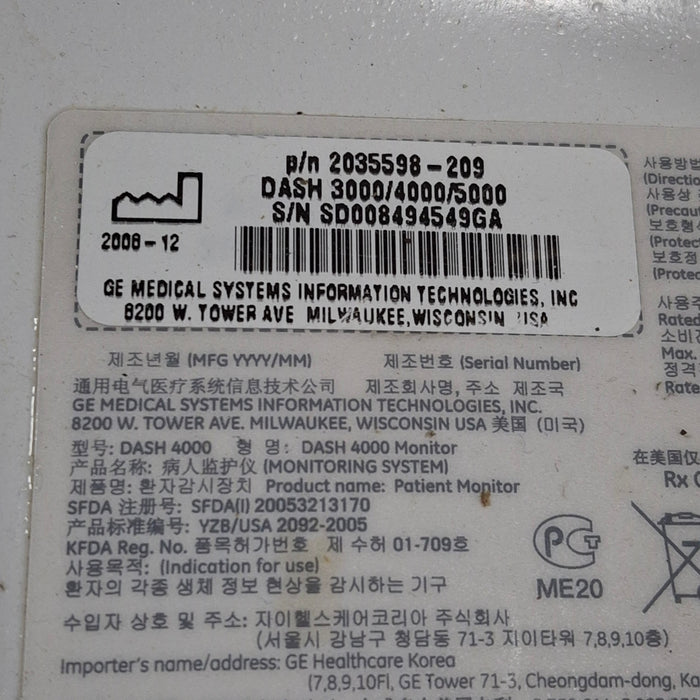 p/n 2035598-209
DASH 3000/4000/5000
S/N SD008494549GA
2008-12
GE MEDICAL SYSTEMS INFORMATION TECHNOLOGIES, INC
8200 W. TOWER AVE MILWAUKEE, WISCONSIN USA
제조년월 (MFG YYYY/MM) 제조번호 (Serial Number)
通用电气医疗系统信息技术公司 제조회사명, 주소 제조국
GE MEDICAL SYSTEMS INFORMATION TECHNOLOGIES, INC.
8200 W. TOWER AVE. MILWAUKEE, WISCONSIN USA 美国 (미국)
型号: DASH 4000 형 명: DASH 4000 Monitor
产品名称: 病人监护仪 (MONITORING SYSTEM)
제품명: 환자감시장치 Product name: Patient Monitor
SFDA 注册号: SFDA(I) 20053213170
产品标准编号: YZB/USA 2092-2005
KFDA Reg. No. 품목허가번호 제 수허 01-709호
사용목적: (Indication for use)
환자의 각종 생체 정보 현상을 감시하는 기구
수입자 상호 및 주소: 지이헬스케어코리아 주식회사
(서울시 강남구 청담동 71-3 지이타워 7,8,9,10층)
Importer's name/address: GE Healthcare Korea
(7,8,9,10Fl, GE Tower 71-3, Cheongdam-dong, Ka
사용방법
(Directio
사용상
(Precaut
보호형식
(Protect
보호정
(Protec
사용주
Rated
소비전
Max.
정격
Rate
在美国仅
Rx O
PCT
ME20